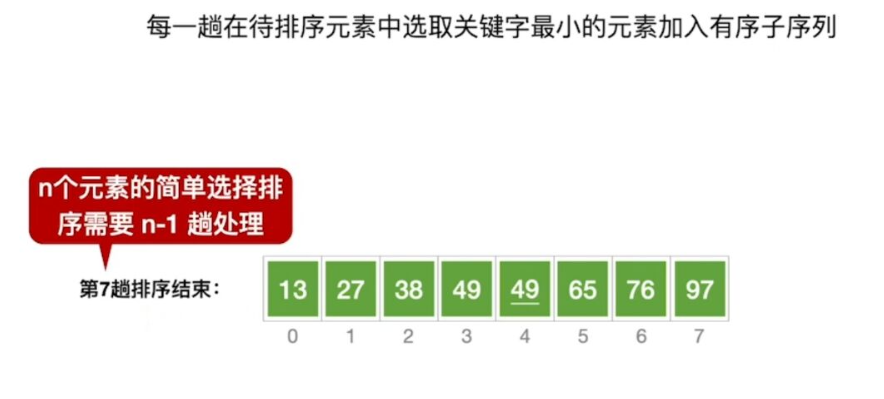 每一趟在待排序元素中选取关键字最小的元素加入有序子序列
n个元素的简单选择排
序需要 n-1 趟处理
第7趟排序结束： 13 27 38 49 49 65 76 97
0 1 2 3 4 5 6 7